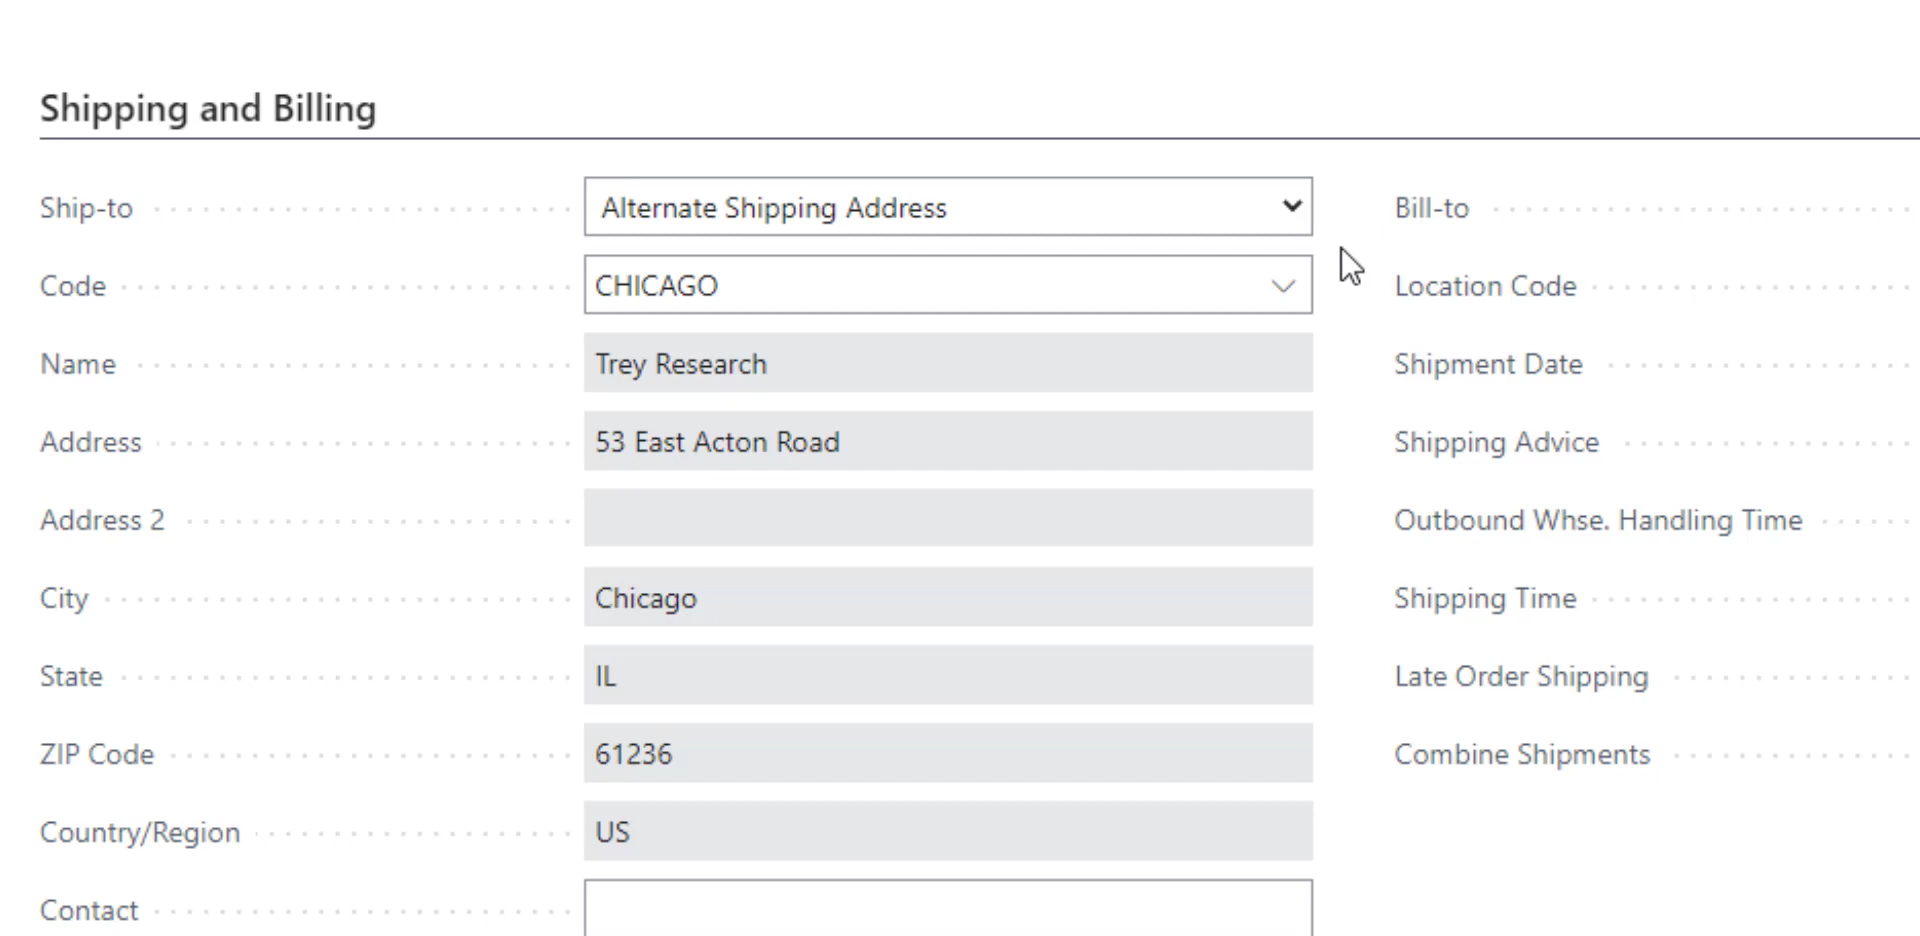 Shipping and Billing
Ship-to Alternate Shipping Address Bill-to
Code CHICAGO Location Code
Name Trey Research Shipment Date
Address 53 East Acton Road Shipping Advice
Address 2 Outbound Whse. Handling Time
City Chicago Shipping Time
State IL Late Order Shipping
ZIP Code 61236 Combine Shipments
Country/Region US
Contact